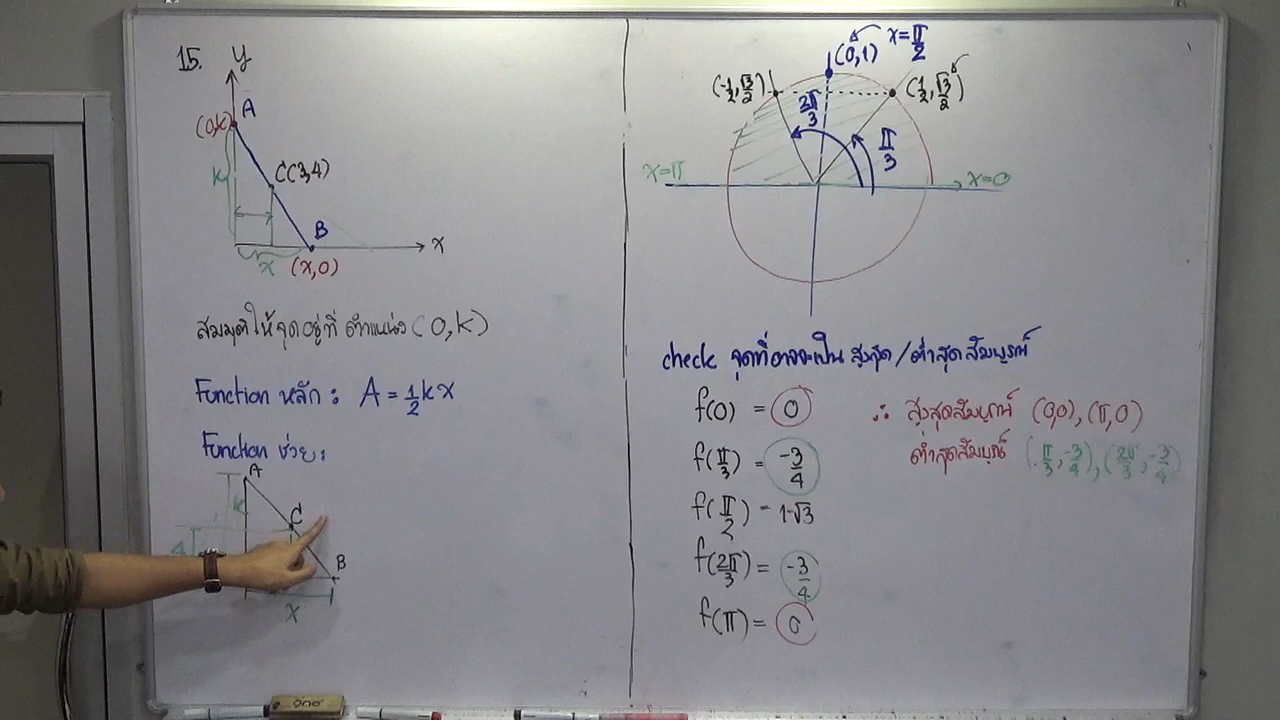 15.
y
A
(0,k)
k
C(3,4)
B
x
x
(x,0)
สมมุติให้จุดอยู่ที่ ตำแหน่ง (0,k)
Function หลัก : A = ½kx
Function ช่วย :
A
k
C
4
B
x
(0,1)
x=π/2
(-1/2, √3/2)
(1/2, √3/2)
2π/3
π/3
x=π
x=0
check จุดที่อาจจะเป็น สูงสุด/ต่ำสุดสัมบูรณ์
f(0) = 0
∴ สูงสุดสัมบูรณ์ (0,0), (π,0)
f(π/3) = -3/4
ต่ำสุดสัมบูรณ์ (π/3, -3/4), (2π/3, -3/4)
f(π/2) = 1-√3
f(2π/3) = -3/4
f(π) = 0